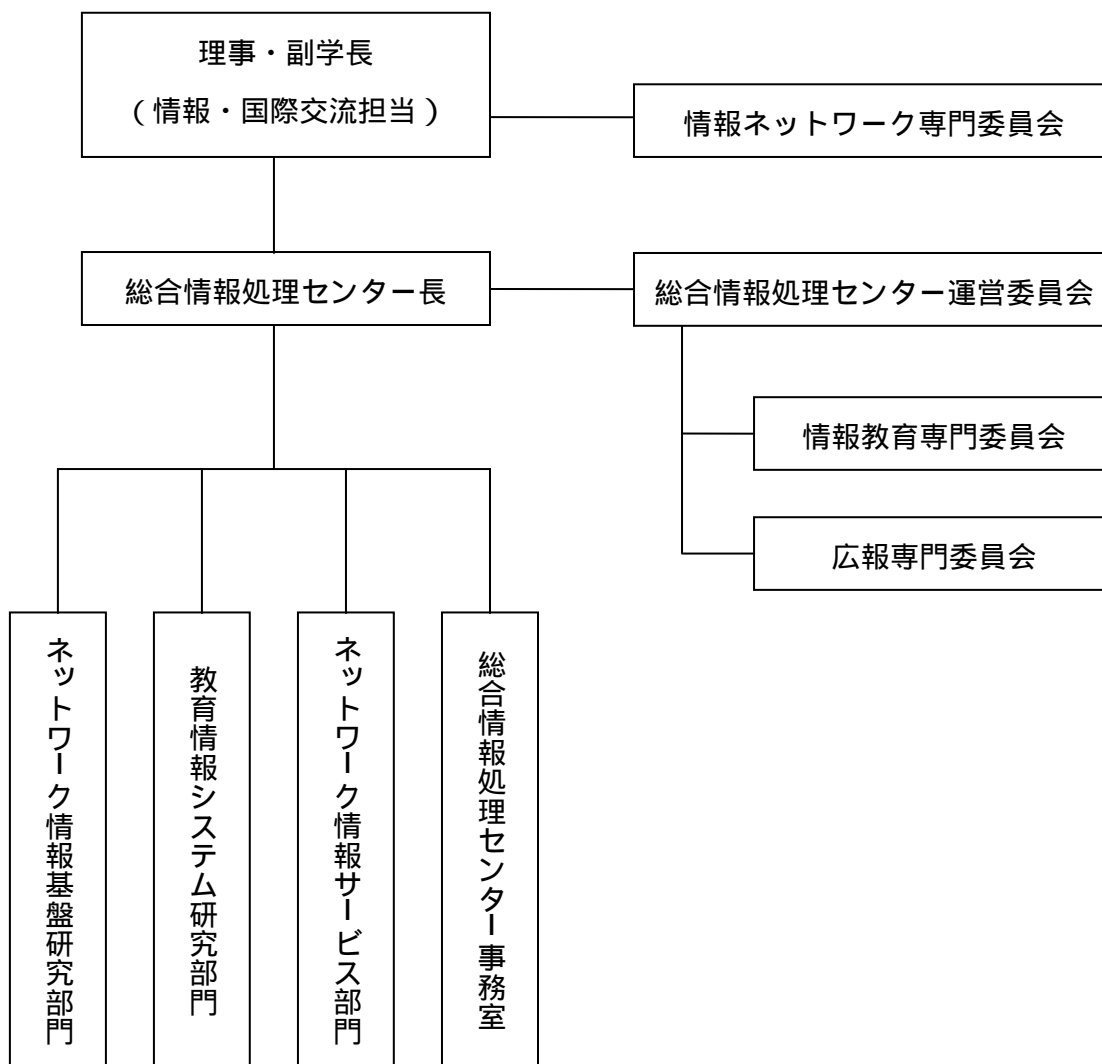 理事・副学長
(情報・国際交流担当)
情報ネットワーク専門委員会
総合情報処理センター長
総合情報処理センター運営委員会
情報教育専門委員会
広報専門委員会
ネットワーク情報基盤研究部門
教育情報システム研究部門
ネットワーク情報サービス部門
総合情報処理センター事務室